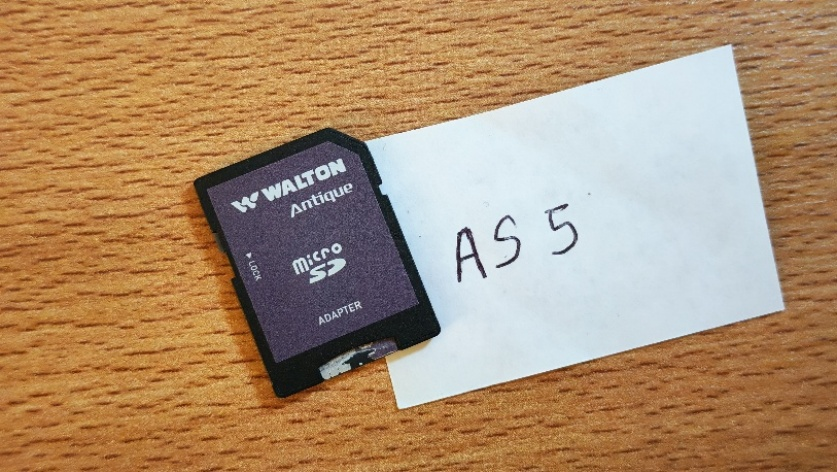 WALTON
Antique
Micro
SD
LOCK
ADAPTER
AS 5